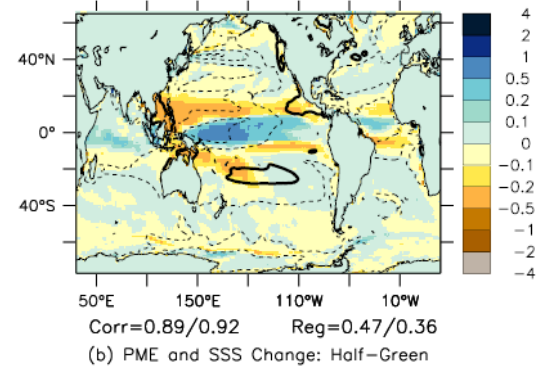 4
2
1
0.5
0.2
0.1
0
−0.1
−0.2
−0.5
−1
−2
−4
40°N
0°
40°S
50°E 150°E 110°W 10°W
Corr=0.89/0.92 Reg=0.47/0.36
(b) PME and SSS Change: Half-Green